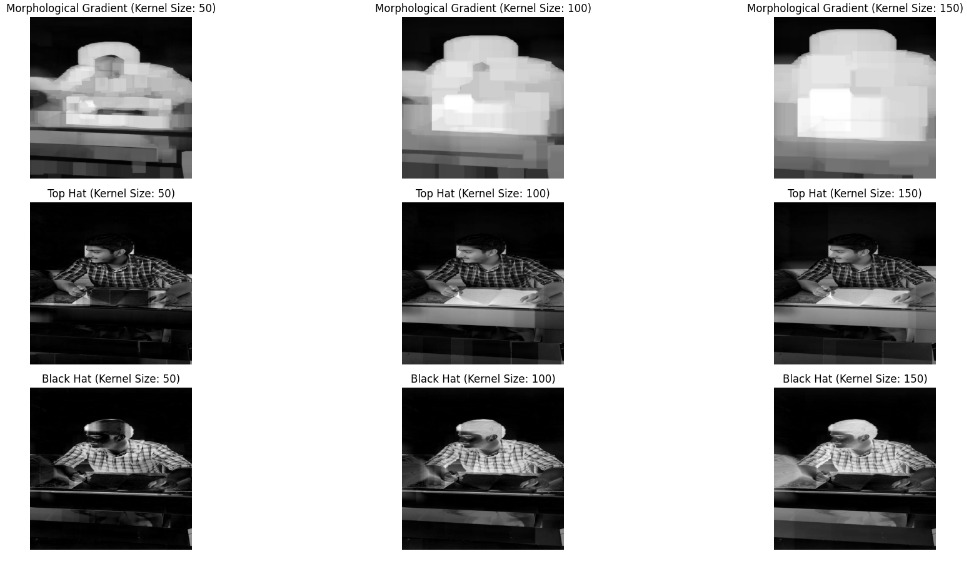 Morphological Gradient (Kernel Size: 50)
Morphological Gradient (Kernel Size: 100)
Morphological Gradient (Kernel Size: 150)
Top Hat (Kernel Size: 50)
Top Hat (Kernel Size: 100)
Top Hat (Kernel Size: 150)
Black Hat (Kernel Size: 50)
Black Hat (Kernel Size: 100)
Black Hat (Kernel Size: 150)